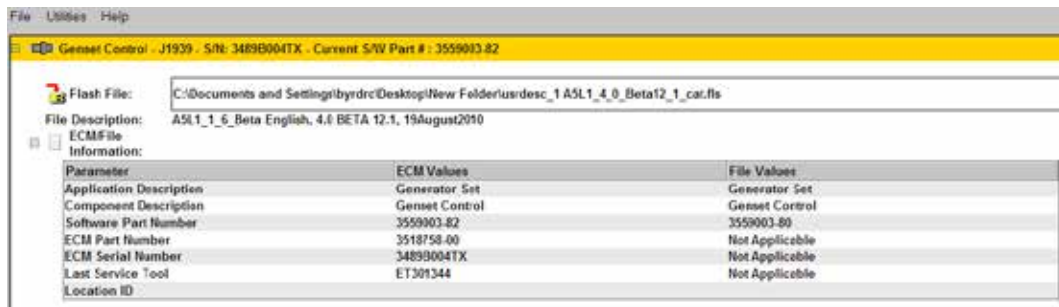 File Utilities Help
Genset Control - J1939 - S/N: 3489B004TX - Current S/W Part # : 3559003-82
Flash File: C:\Documents and Settings\byrdrc\Desktop\New Folder\usrdesc_1 A5L1_4_0_Beta12_1_car.fls
File Description: A5L1_1_6_Beta English, 4.0 BETA 12.1, 19August2010
ECM/File
Information:
Parameter ECM Values File Values
Application Description Generator Set Generator Set
Component Description Genset Control Genset Control
Software Part Number 3559003-82 3559003-80
ECM Part Number 3518758-00 Not Applicable
ECM Serial Number 3489B004TX Not Applicable
Last Service Tool ET301344 Not Applicable
Location ID